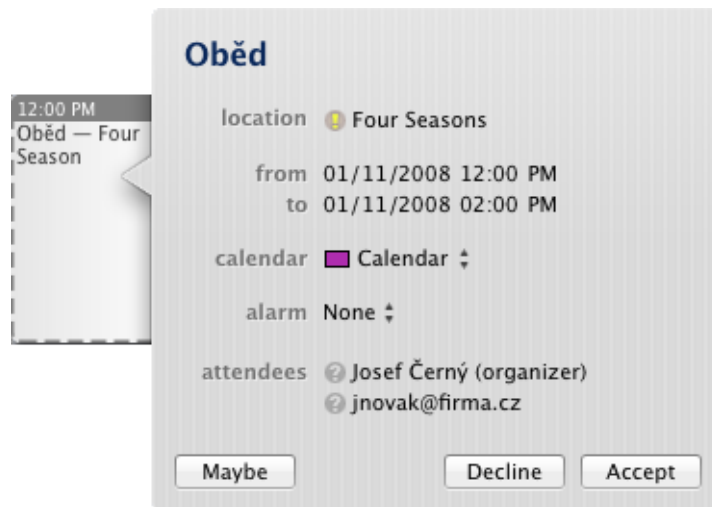 12:00 PM
Oběd — Four
Season
Oběd
location Four Seasons
from 01/11/2008 12:00 PM
to 01/11/2008 02:00 PM
calendar Calendar
alarm None
attendees Josef Černý (organizer)
jnovak@firma.cz
Maybe Decline Accept